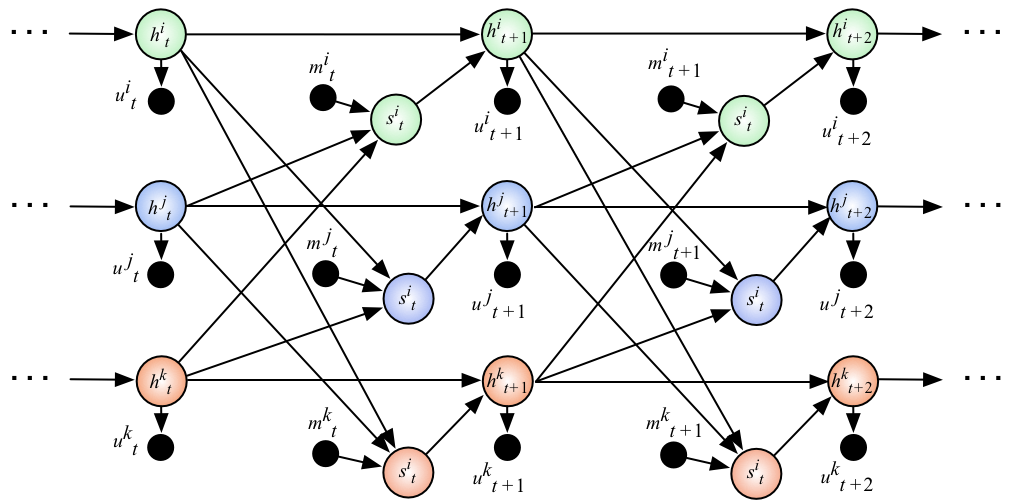 ... h^i_t h^i_{t+1} h^i_{t+2} ...
m^i_t m^i_{t+1}
u^i_t s^i_t u^i_{t+1} s^i_t u^i_{t+2}
... h^j_t h^j_{t+1} h^j_{t+2} ...
m^j_t m^j_{t+1}
u^j_t s^i_t u^j_{t+1} s^i_t u^j_{t+2}
... h^k_t h^k_{t+1} h^k_{t+2} ...
m^k_t m^k_{t+1}
u^k_t s^i_t u^k_{t+1} s^i_t u^k_{t+2}